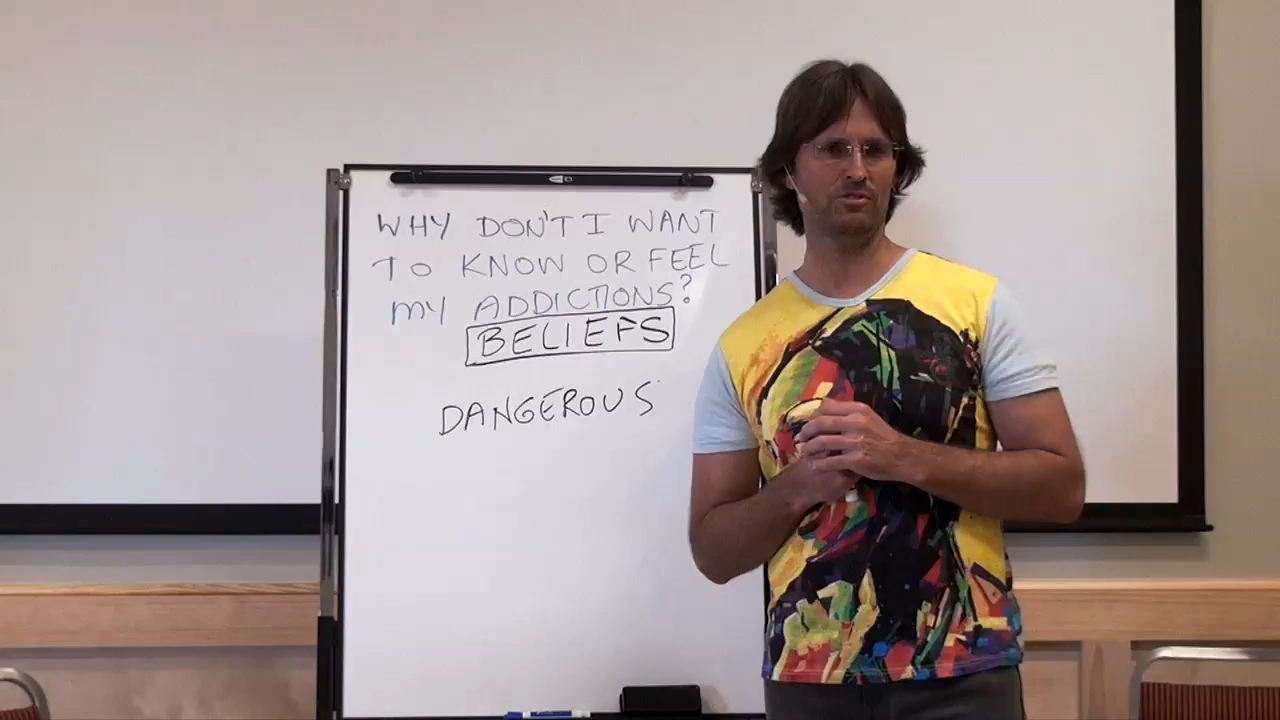 WHY DON'T I WANT
TO KNOW OR FEEL
MY ADDICTIONS?
BELIEFS
DANGEROUS